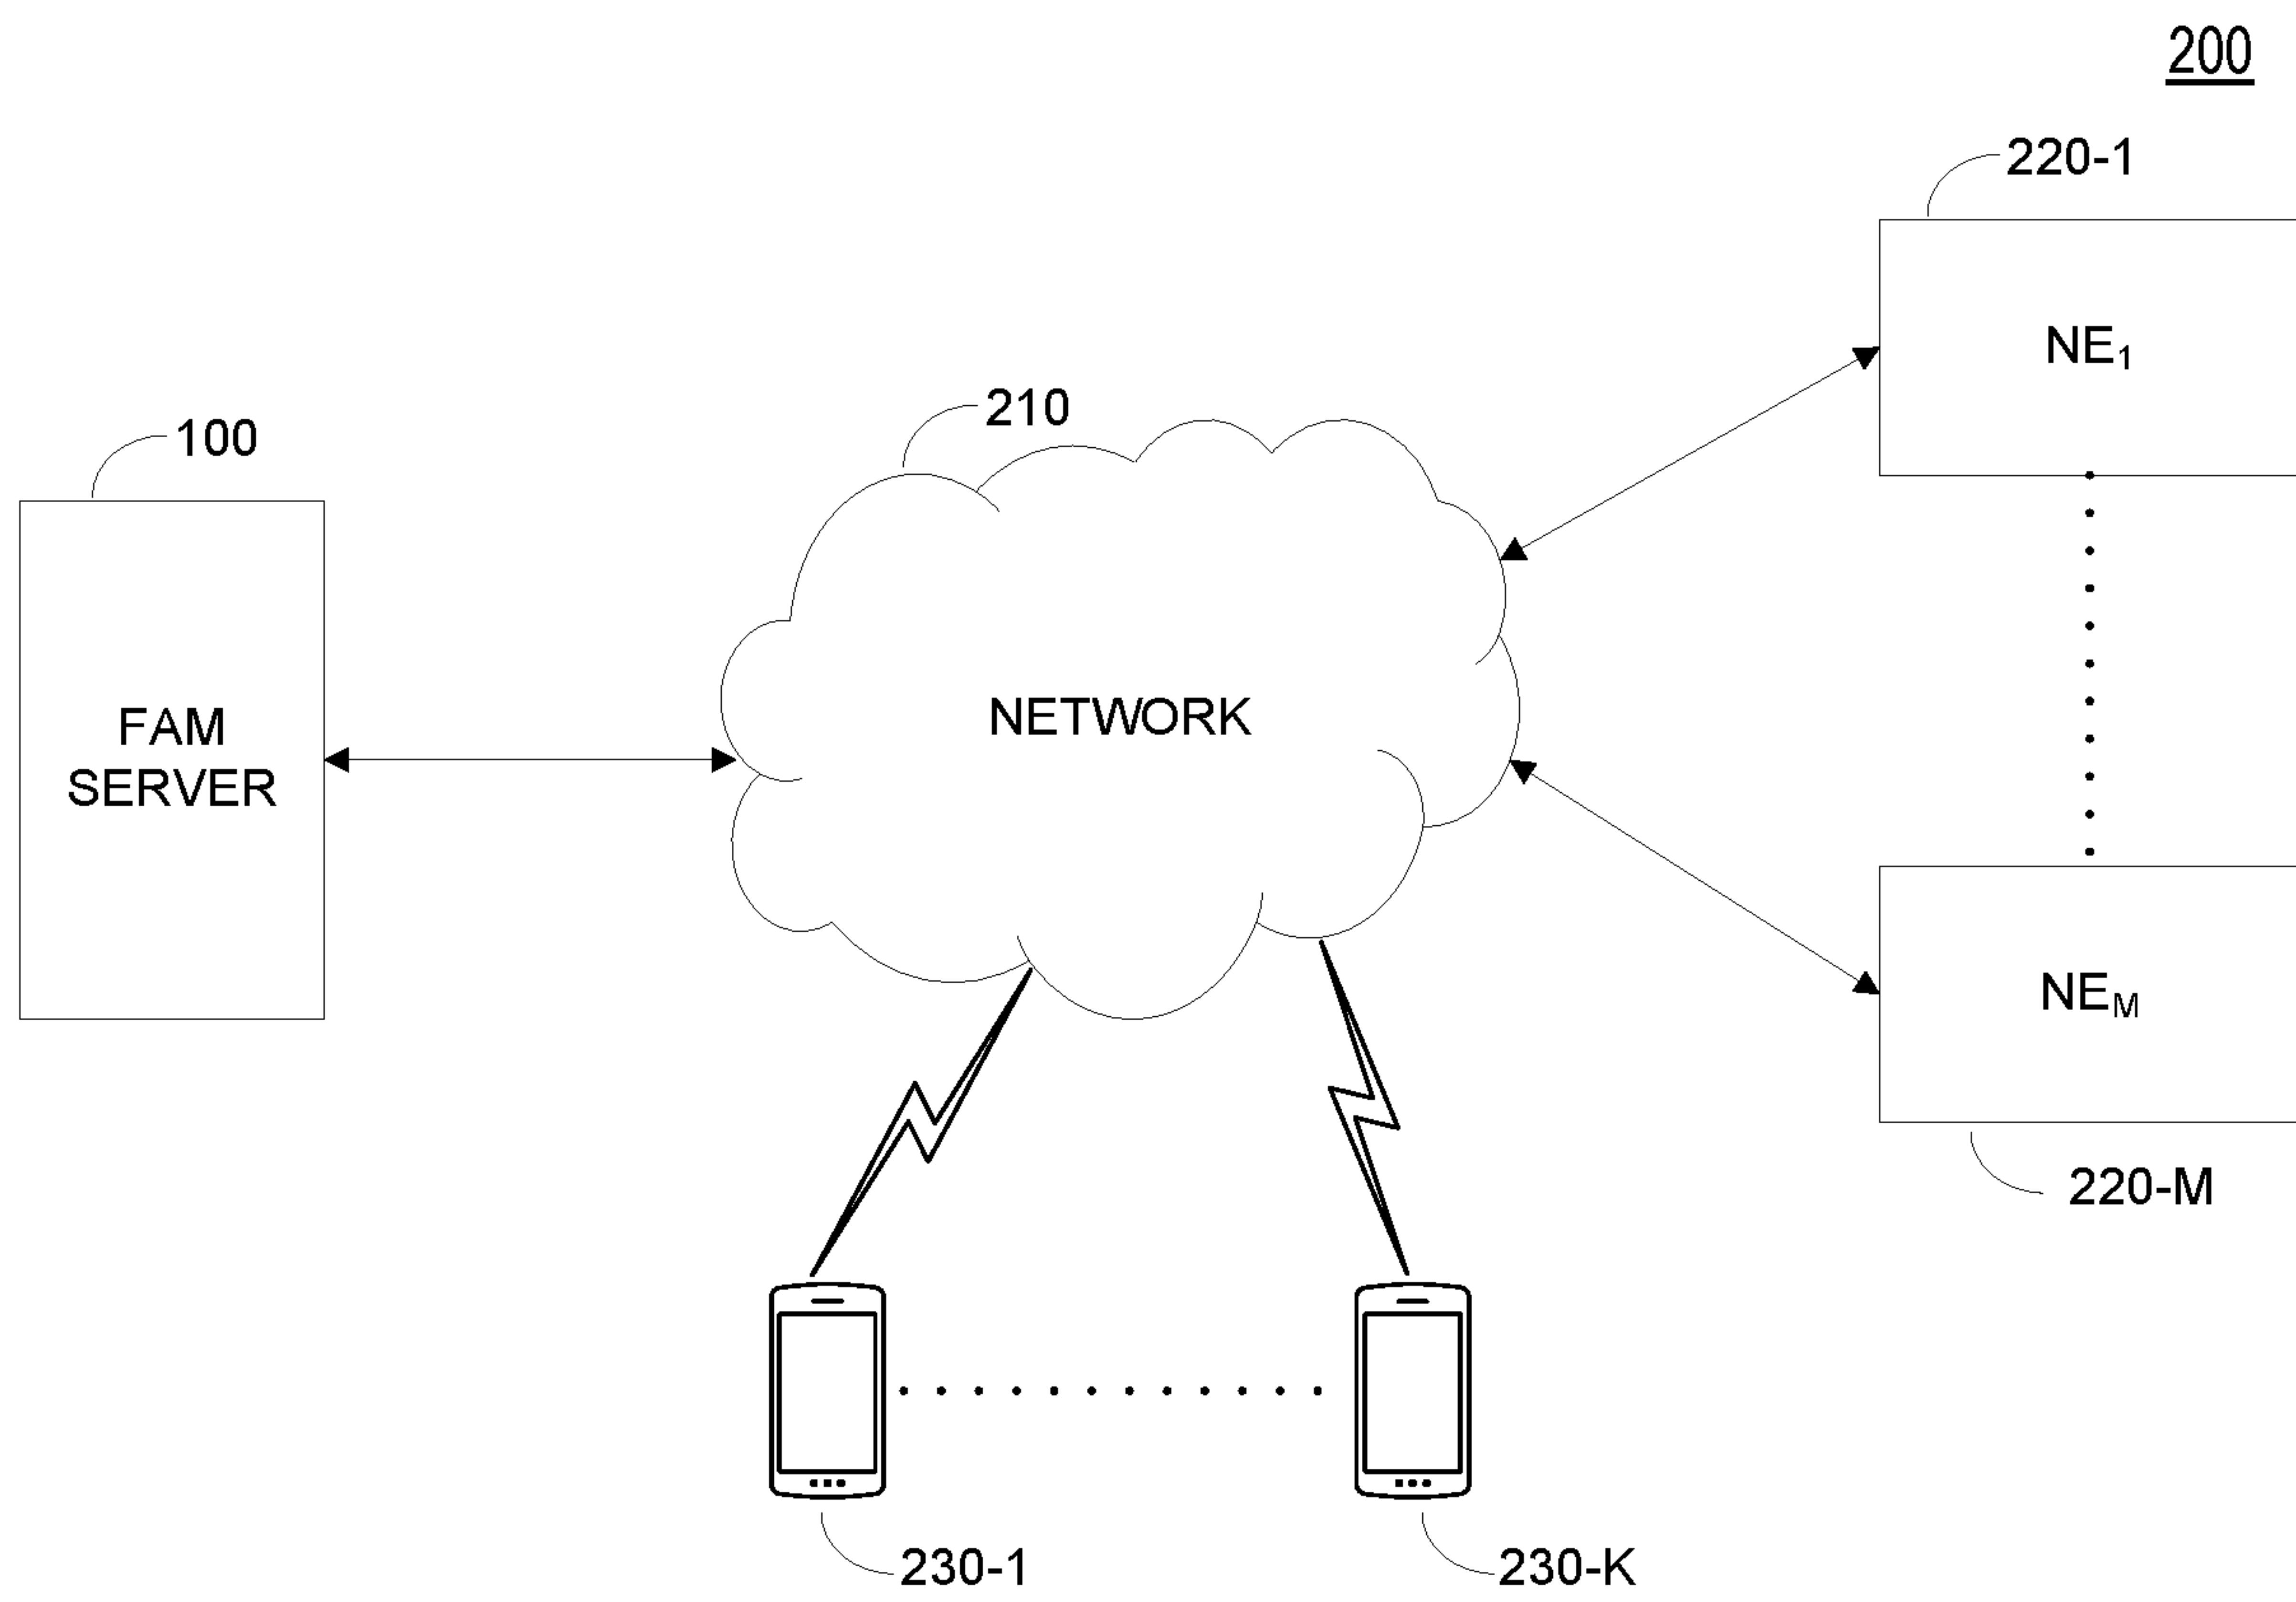 200
220-1
NE1
210
100
NETWORK
FAM
SERVER
NEM
220-M
230-1
230-K